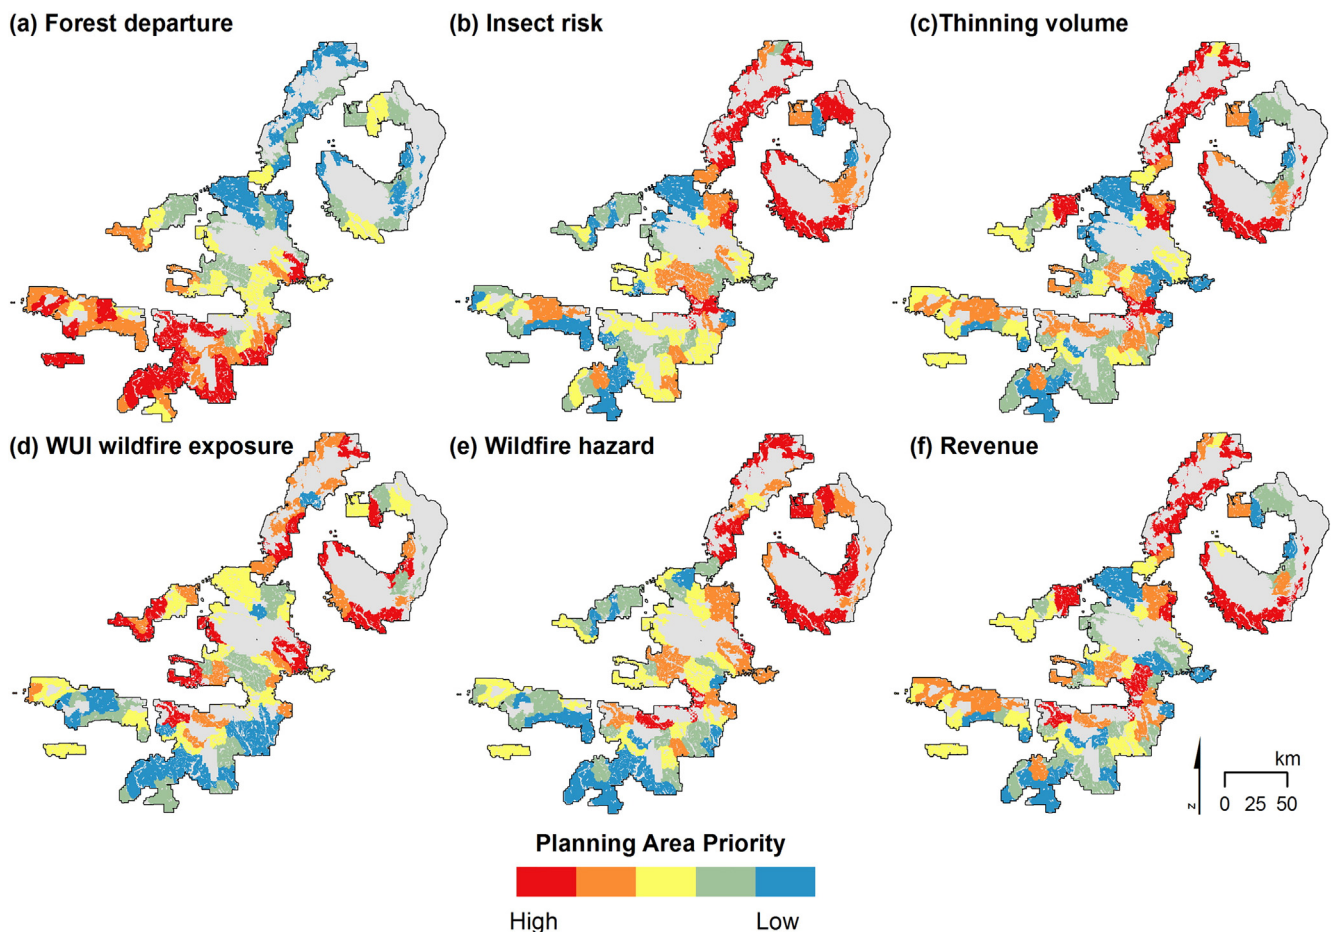 (a) Forest departure
(b) Insect risk
(c)Thinning volume
(d) WUI wildfire exposure
(e) Wildfire hazard
(f) Revenue
km
N
0 25 50
Planning Area Priority
High
Low